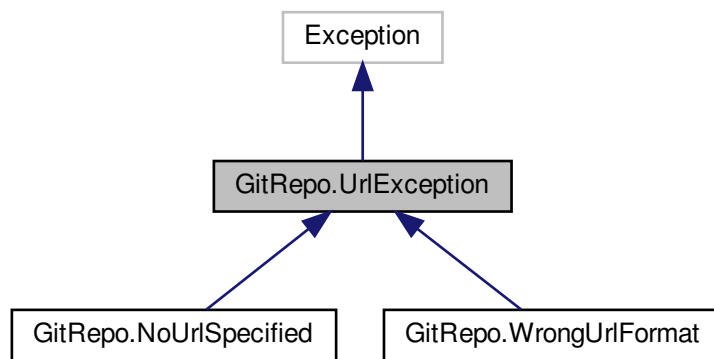 Exception
GitRepo.UrlException
GitRepo.NoUrlSpecified
GitRepo.WrongUrlFormat